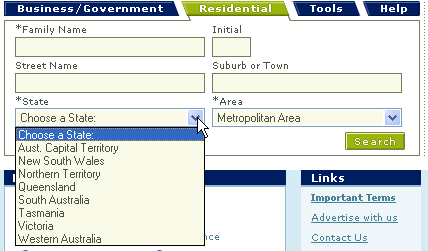 Business/Government Residential Tools Help
*Family Name Initial
Street Name Suburb or Town
*State *Area
Choose a State: Metropolitan Area
Choose a State:
Aust. Capital Territory
New South Wales
Northern Territory
Queensland
South Australia
Tasmania
Victoria
Western Australia
Search
Links
Important Terms
Advertise with us
Contact Us